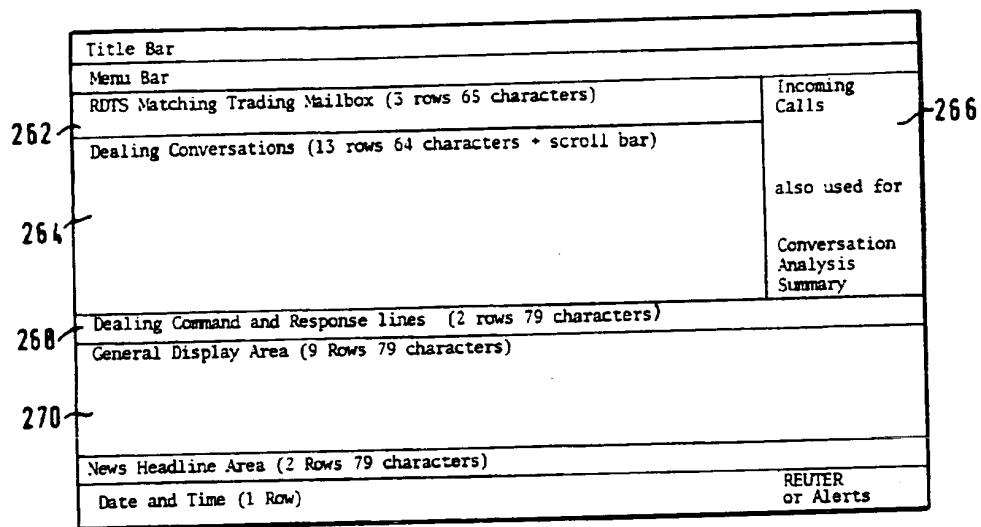 Title Bar
Menu Bar
RDTS Matching Trading Mailbox (3 rows 65 characters)
Incoming
Calls
266
262
Dealing Conversations (13 rows 64 characters + scroll bar)
also used for
264
Conversation
Analysis
Summary
268
Dealing Command and Response lines (2 rows 79 characters)
General Display Area (9 Rows 79 characters)
270
News Headline Area (2 Rows 79 characters)
Date and Time (1 Row)
REUTER
or Alerts